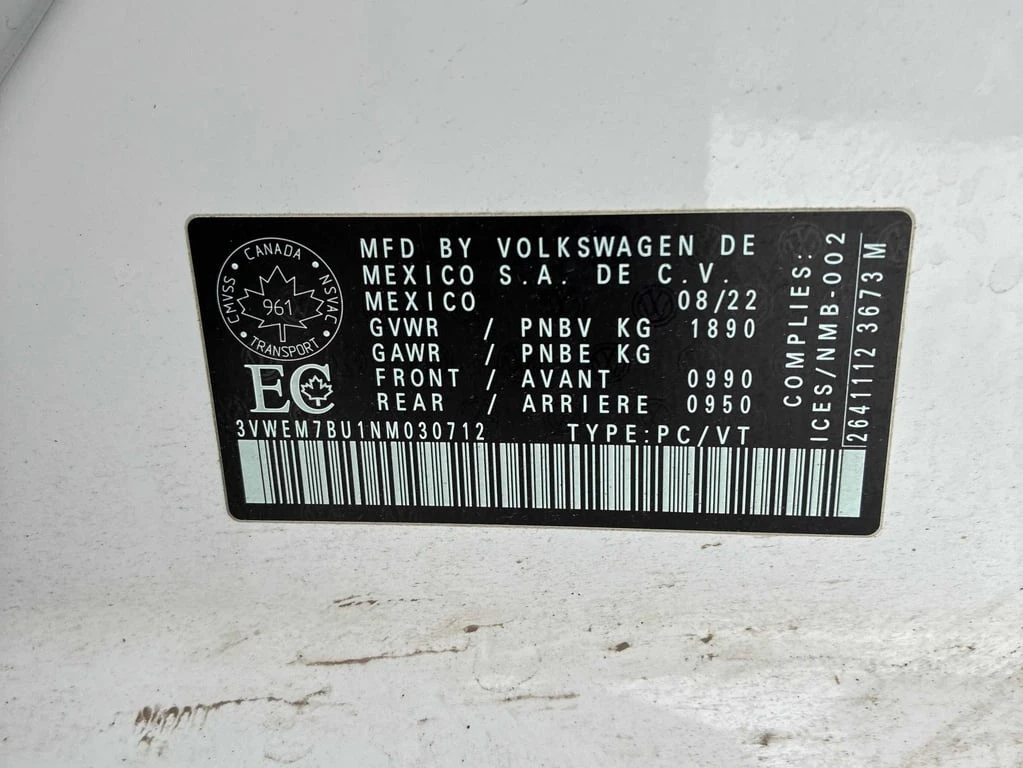 CANADA
CMVSS
NSVAC
961
TRANSPORT
EC
MFD BY VOLKSWAGEN DE
MEXICO S.A. DE C.V.
MEXICO 08/22
GVWR / PNBV KG 1890
GAWR / PNBE KG
FRONT / AVANT 0990
REAR / ARRIERE 0950
3VWEM7BU1NM030712 TYPE:PC/VT
COMPLIES:
ICES/NMB-002
26411112 3673 M